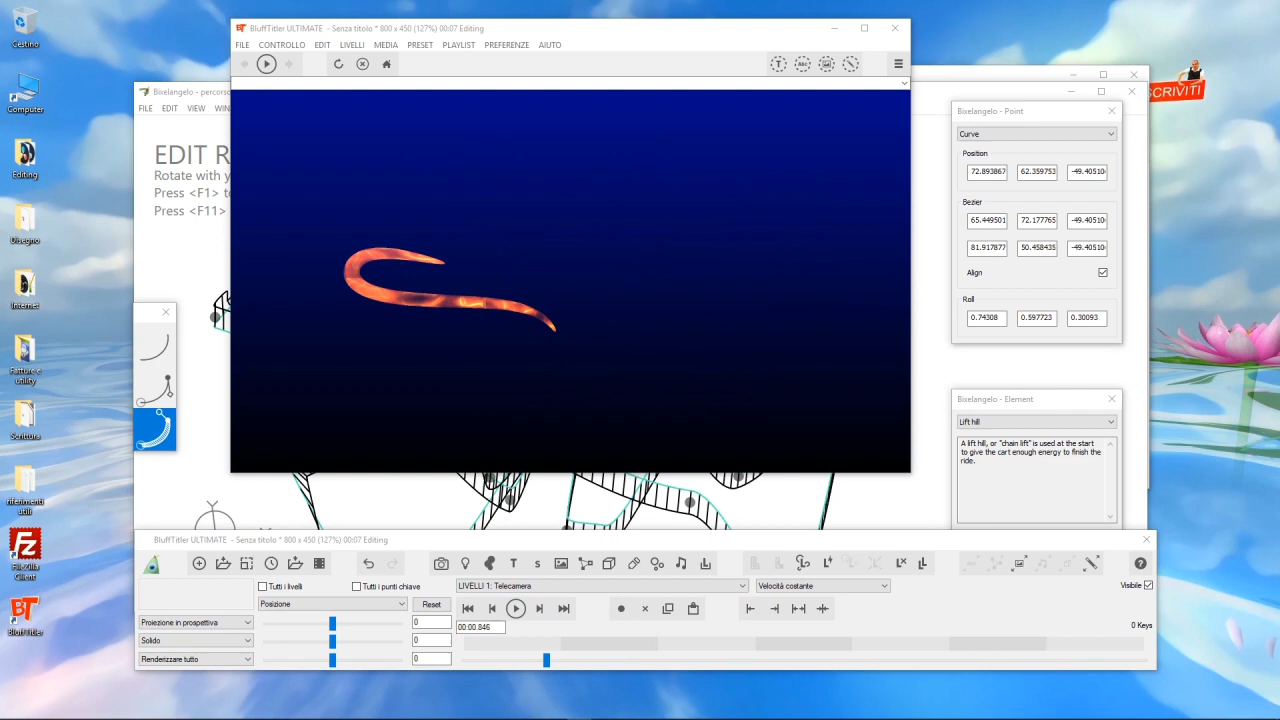 Cestino
Computer
Editing
Disegno
Internet
Fatture e
utility
Scrittura
riferimenti
utili
FileZilla
Client
BluffTitler
BluffTitler ULTIMATE - Senza titolo * 800 x 450 (127%) 00:07 Editing
FILE CONTROLLO EDIT LIVELLI MEDIA PRESET PLAYLIST PREFERENZE AIUTO
T Abc
Bixelangelo - percorso
FILE EDIT VIEW
EDIT
Rotate with
Press <F1>
Press <F11>
SCRIVITI
Bixelangelo - Point
Curve
Position
72.893867 62.359753 -49.40510
Bezier
65.449501 72.177765 -49.40510
81.917877 50.458435 -49.40510
Align
Roll
0.74308 0.597723 0.30093
Bixelangelo - Element
Lift hill
A lift hill, or "chain lift" is used at the start
to give the cart enough energy to finish the
ride.
BluffTitler ULTIMATE - Senza titolo * 800 x 450 (127%) 00:07 Editing
Tutti i livelli Tutti i punti chiave LIVELLI 1: Telecamera Velocità costante Visibile
Posizione Reset
Proiezione in prospettiva 0 00:00.846 0 Keys
Solido 0
Renderizzare tutto 0